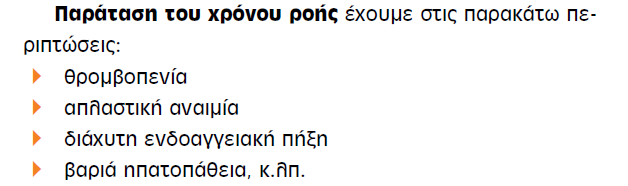 Παράταση του χρόνου ροής έχουμε στις παρακάτω πε-
ριπτώσεις:
θρομβοπενία
απλαστική αναιμία
διάχυτη ενδοαγγειακή πήξη
βαριά ηπατοπάθεια, κ.λπ.